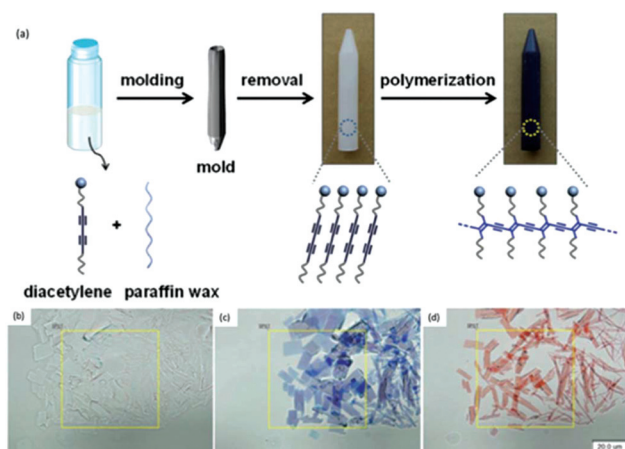 (a)
molding
removal
polymerization
mold
+
diacetylene
paraffin wax
(b)
(c)
(d)
20.0 µm